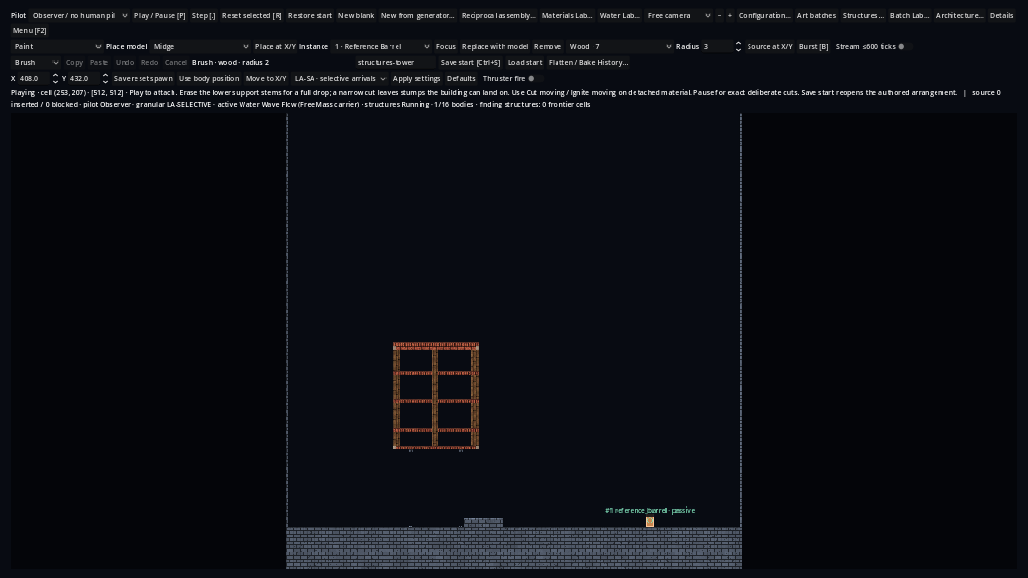 Pilot Observer / no human pil Play / Pause [P] Step [.] Reset selected [R] Restore start New blank New from generator... Reciprocal assembly... Materials Lab... Water Lab... Free camera − + Configuration... Art batches Structures... Batch Lab... Architecture... Details
Menu [F2]
Paint Place model Midge Place at X/Y Instance 1 · Reference Barrel Focus Replace with model Remove Wood 7 Radius 3 Source at X/Y Burst [B] Stream ≤600 ticks
Brush Copy Paste Undo Redo Cancel Brush · wood · radius 2 structures-tower Save start [Ctrl+S] Load start Flatten / Bake History...
X 408.0 Y 432.0 Save reset spawn Use body position Move to X/Y LA-SA · selective arrivals Apply settings Defaults Thruster fire
Playing · cell (253, 207) · [512, 512] · Play to attach. Erase the lower support stems for a full drop; a narrow cut leaves stumps the building can land on. Use Cut moving / Ignite moving on detached material. Pause for exact deliberate cuts. Save start reopens the authored arrangement. | source 0
inserted / 0 blocked · pilot Observer · granular LA-SELECTIVE · active Water Wave Flow (Free Mass carrier) · structures Running · 1/16 bodies · finding structures: 0 frontier cells
#1 reference_barrel · passive